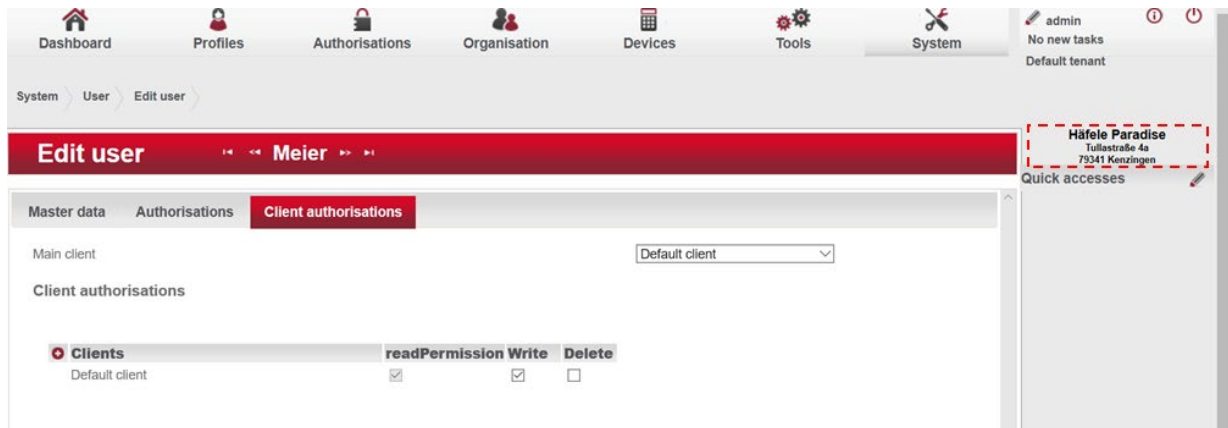 Dashboard Profiles Authorisations Organisation Devices Tools System
admin
No new tasks
Default tenant
System User Edit user
Häfele Paradise
Tullastraße 4a
79341 Kenzingen
Quick accesses
Edit user Meier
Master data Authorisations Client authorisations
Main client Default client
Client authorisations
Clients readPermission Write Delete
Default client